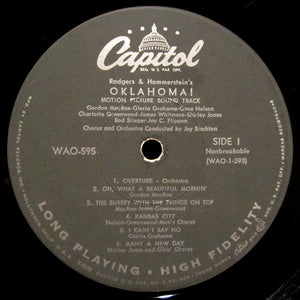 Capitol
REG. U.S. PAT. OFF.
Rodgers & Hammerstein's
OKLAHOMA!
MOTION PICTURE SOUND TRACK
Gordon MacRae-Gloria Grahame-Gene Nelson
Charlotte Greenwood-James Whitmore-Shirley Jones
Rod Steiger-Jay C. Flippen
Chorus and Orchestra Conducted by Jay Blackton
WAO-595
SIDE 1
Nonbreakable
(WAO-1-595)
1. OVERTURE - Orchestra
2. OH, WHAT A BEAUTIFUL MORNIN'
Gordon MacRae
3. THE SURREY WITH THE FRINGE ON TOP
MacRae-Jones-Greenwood
4. KANSAS CITY
Nelson-Greenwood-Men's Chorus
5. I CAIN'T SAY NO
Gloria Grahame
6. MANY A NEW DAY
Shirley Jones and Girls' Chorus
LONG PLAYING • HIGH FIDELITY